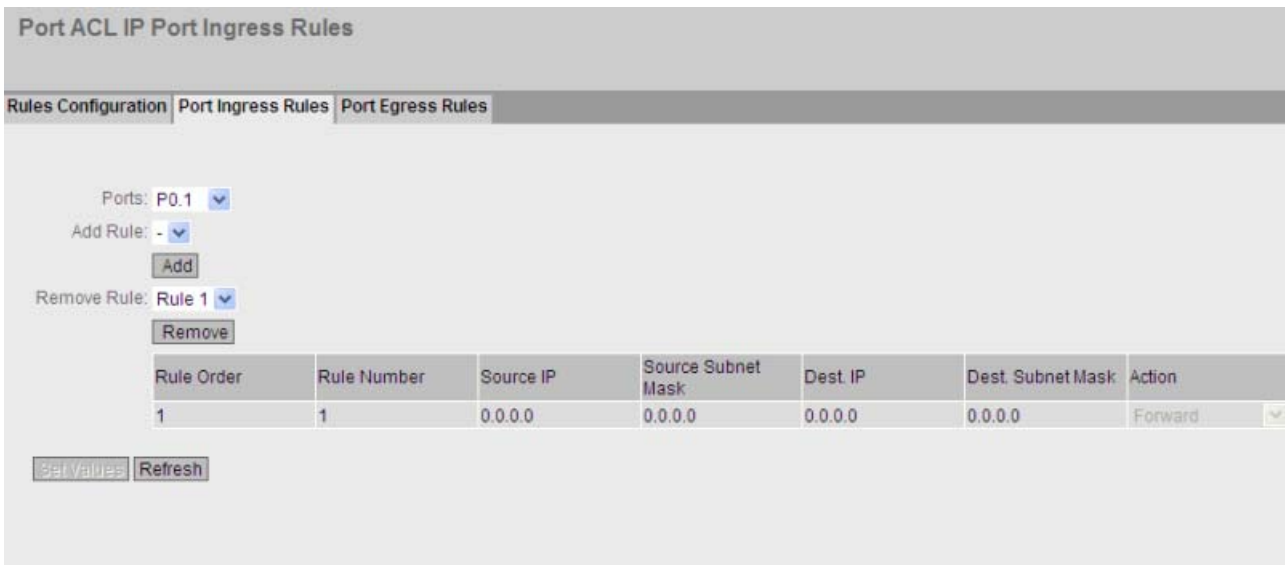 Port ACL IP Port Ingress Rules
Rules Configuration Port Ingress Rules Port Egress Rules
Ports: P0.1
Add Rule: -
Add
Remove Rule: Rule 1
Remove
Rule Order Rule Number Source IP Source Subnet Mask Dest. IP Dest. Subnet Mask Action
1 1 0.0.0.0 0.0.0.0 0.0.0.0 0.0.0.0 Forward
Set Values Refresh